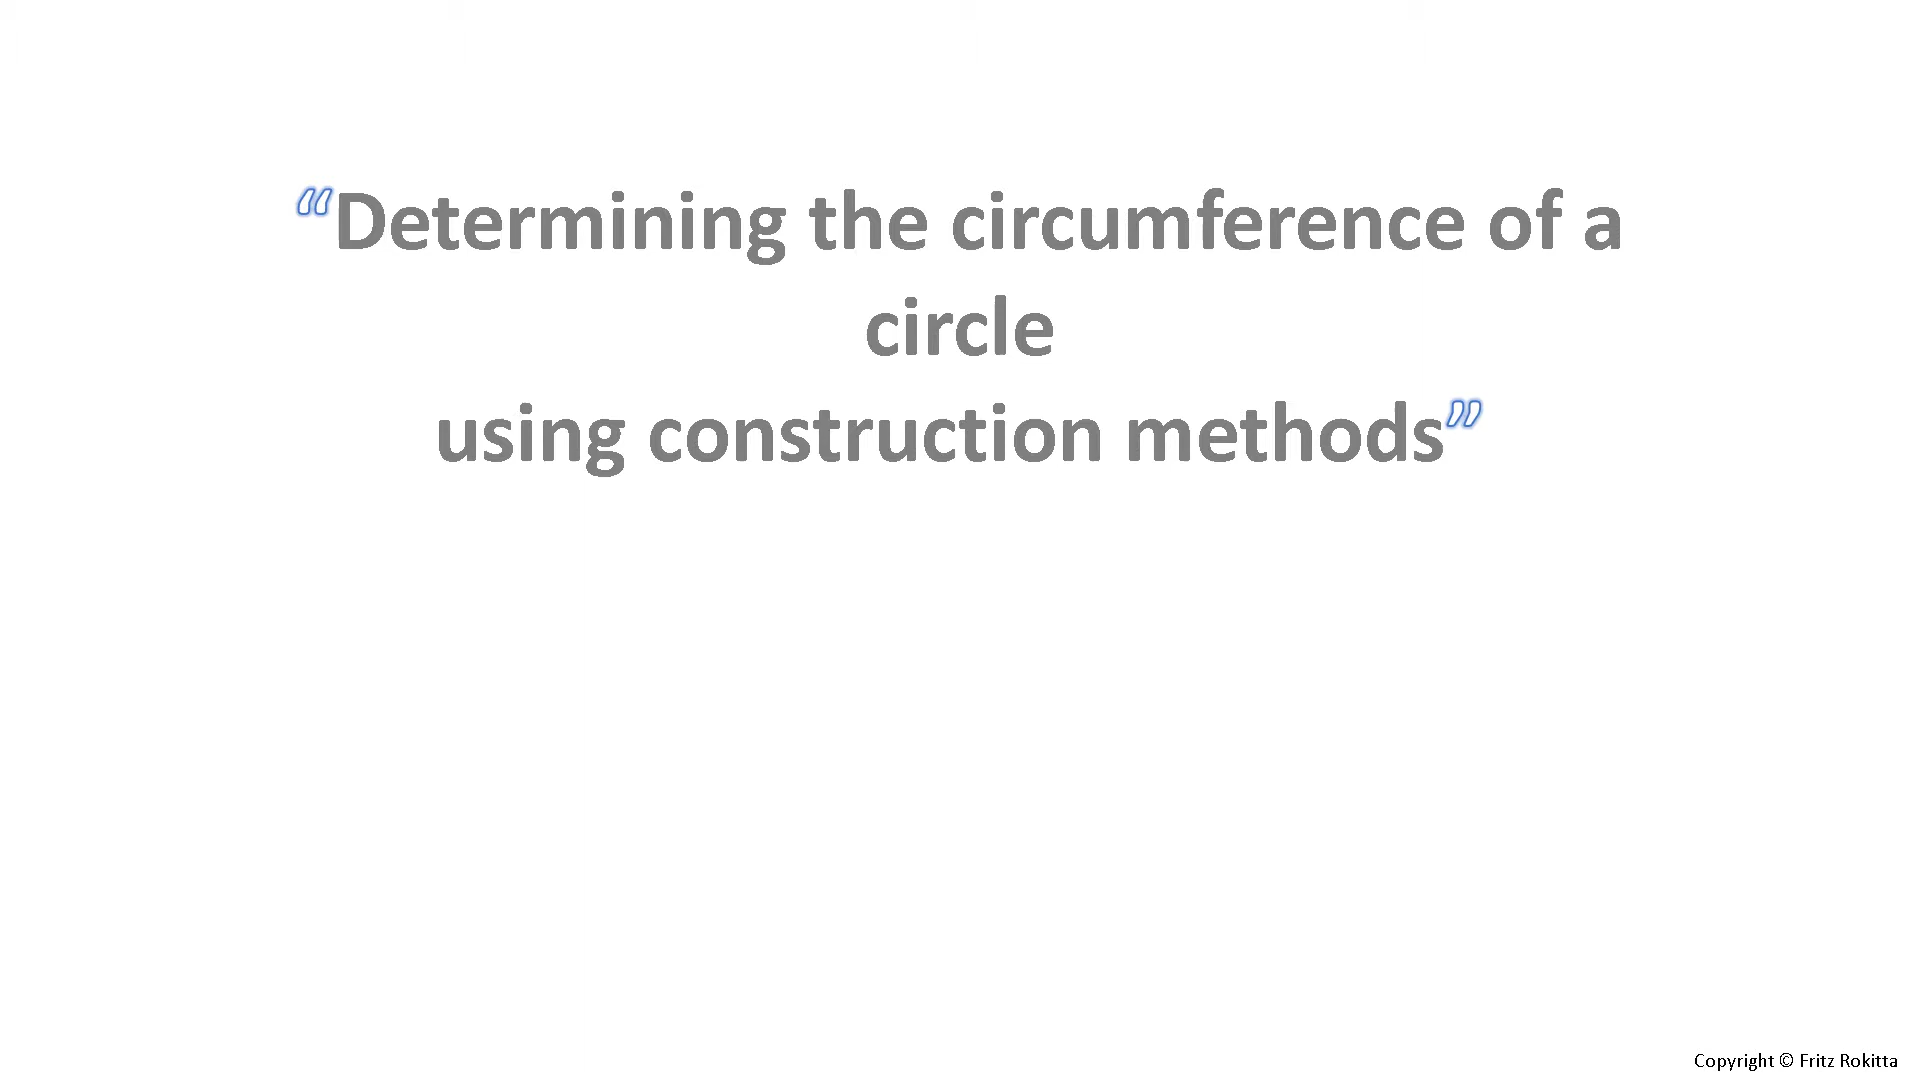 “Determining the circumference of a
circle
using construction methods”
Copyright © Fritz Rokitta